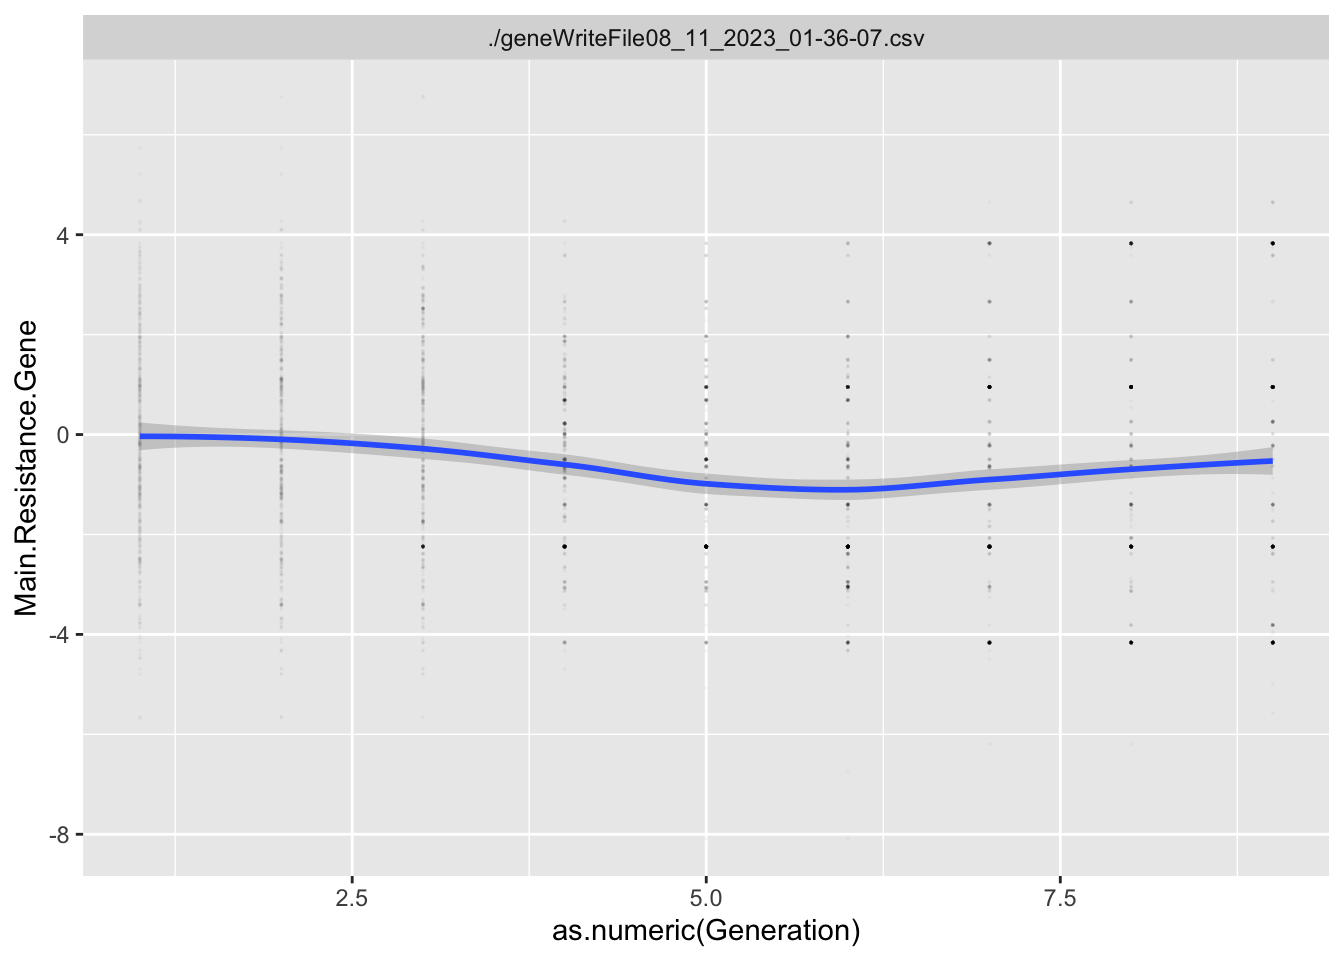 ./geneWriteFile08_11_2023_01-36-07.csv
Main.Resistance.Gene
4
0
-4
-8
2.5
5.0
7.5
as.numeric(Generation)